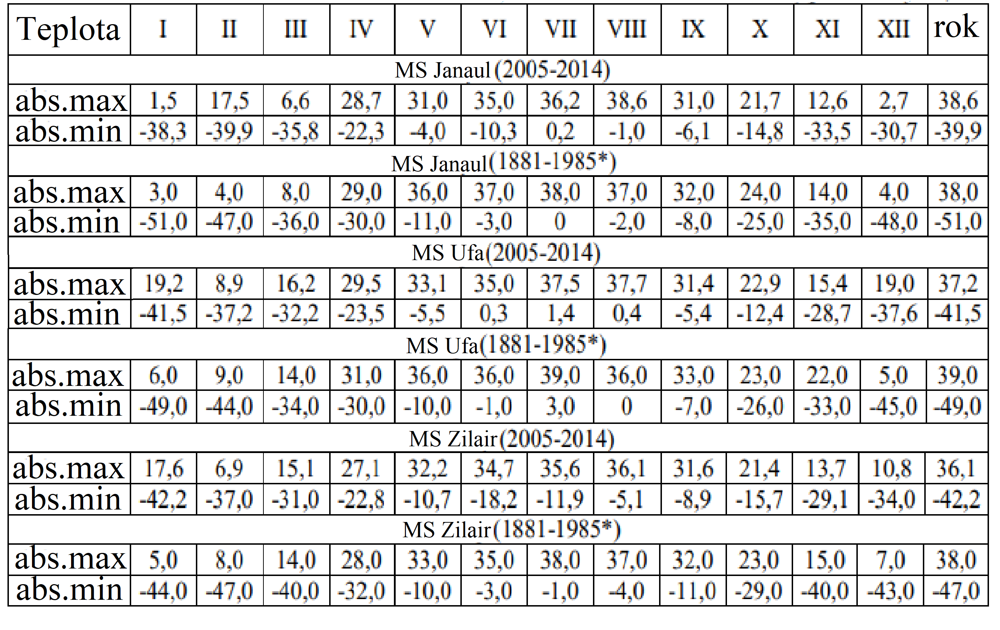 Teplota I II III IV V VI VII VIII IX X XI XII rok
MS Janaul (2005-2014)
abs.max 1,5 17,5 6,6 28,7 31,0 35,0 36,2 38,6 31,0 21,7 12,6 2,7 38,6
abs.min -38,3 -39,9 -35,8 -22,3 -4,0 -10,3 0,2 -1,0 -6,1 -14,8 -33,5 -30,7 -39,9
MS Janaul (1881-1985*)
abs.max 3,0 4,0 8,0 29,0 36,0 37,0 38,0 37,0 32,0 24,0 14,0 4,0 38,0
abs.min -51,0 -47,0 -36,0 -30,0 -11,0 -3,0 0 -2,0 -8,0 -25,0 -35,0 -48,0 -51,0
MS Ufa (2005-2014)
abs.max 19,2 8,9 16,2 29,5 33,1 35,0 37,5 37,7 31,4 22,9 15,4 19,0 37,2
abs.min -41,5 -37,2 -32,2 -23,5 -5,5 0,3 1,4 0,4 -5,4 -12,4 -28,7 -37,6 -41,5
MS Ufa (1881-1985*)
abs.max 6,0 9,0 14,0 31,0 36,0 36,0 39,0 36,0 33,0 23,0 22,0 5,0 39,0
abs.min -49,0 -44,0 -34,0 -30,0 -10,0 -1,0 3,0 0 -7,0 -26,0 -33,0 -45,0 -49,0
MS Zilair (2005-2014)
abs.max 17,6 6,9 15,1 27,1 32,2 34,7 35,6 36,1 31,6 21,4 13,7 10,8 36,1
abs.min -42,2 -37,0 -31,0 -22,8 -10,7 -18,2 -11,9 -5,1 -8,9 -15,7 -29,1 -34,0 -42,2
MS Zilair (1881-1985*)
abs.max 5,0 8,0 14,0 28,0 33,0 35,0 38,0 37,0 32,0 23,0 15,0 7,0 38,0
abs.min -44,0 -47,0 -40,0 -32,0 -10,0 -3,0 -1,0 -4,0 -11,0 -29,0 -40,0 -43,0 -47,0